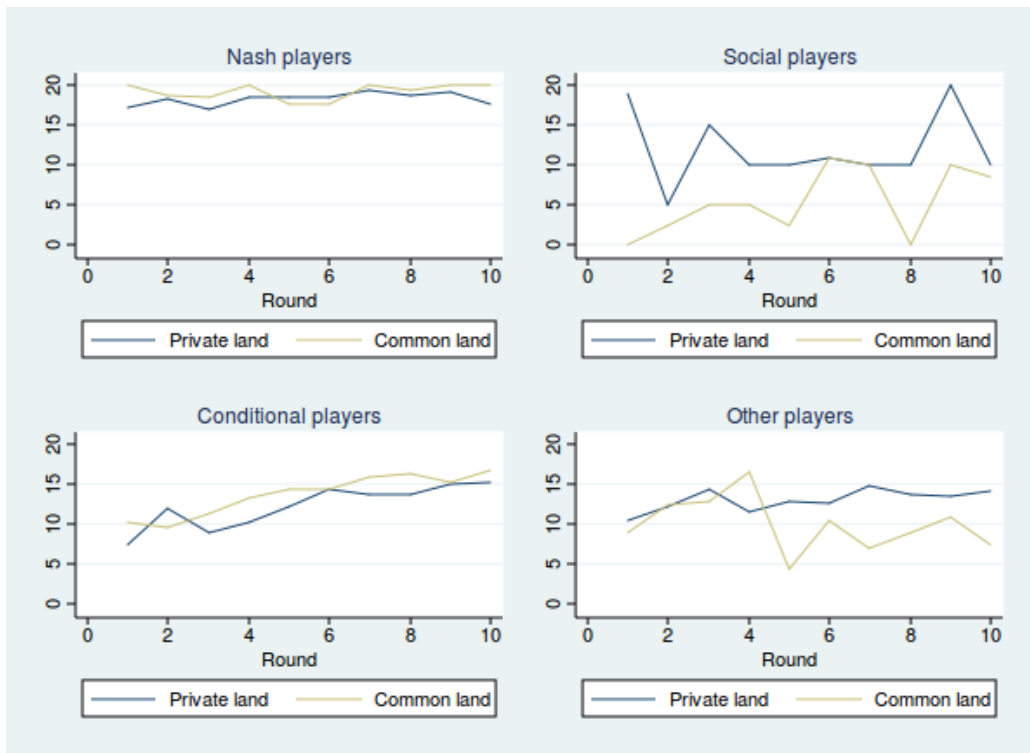 Nash players
20
15
10
5
0
0 2 4 6 8 10
Round
Private land Common land
Social players
20
15
10
5
0
0 2 4 6 8 10
Round
Private land Common land
Conditional players
20
15
10
5
0
0 2 4 6 8 10
Round
Private land Common land
Other players
20
15
10
5
0
0 2 4 6 8 10
Round
Private land Common land